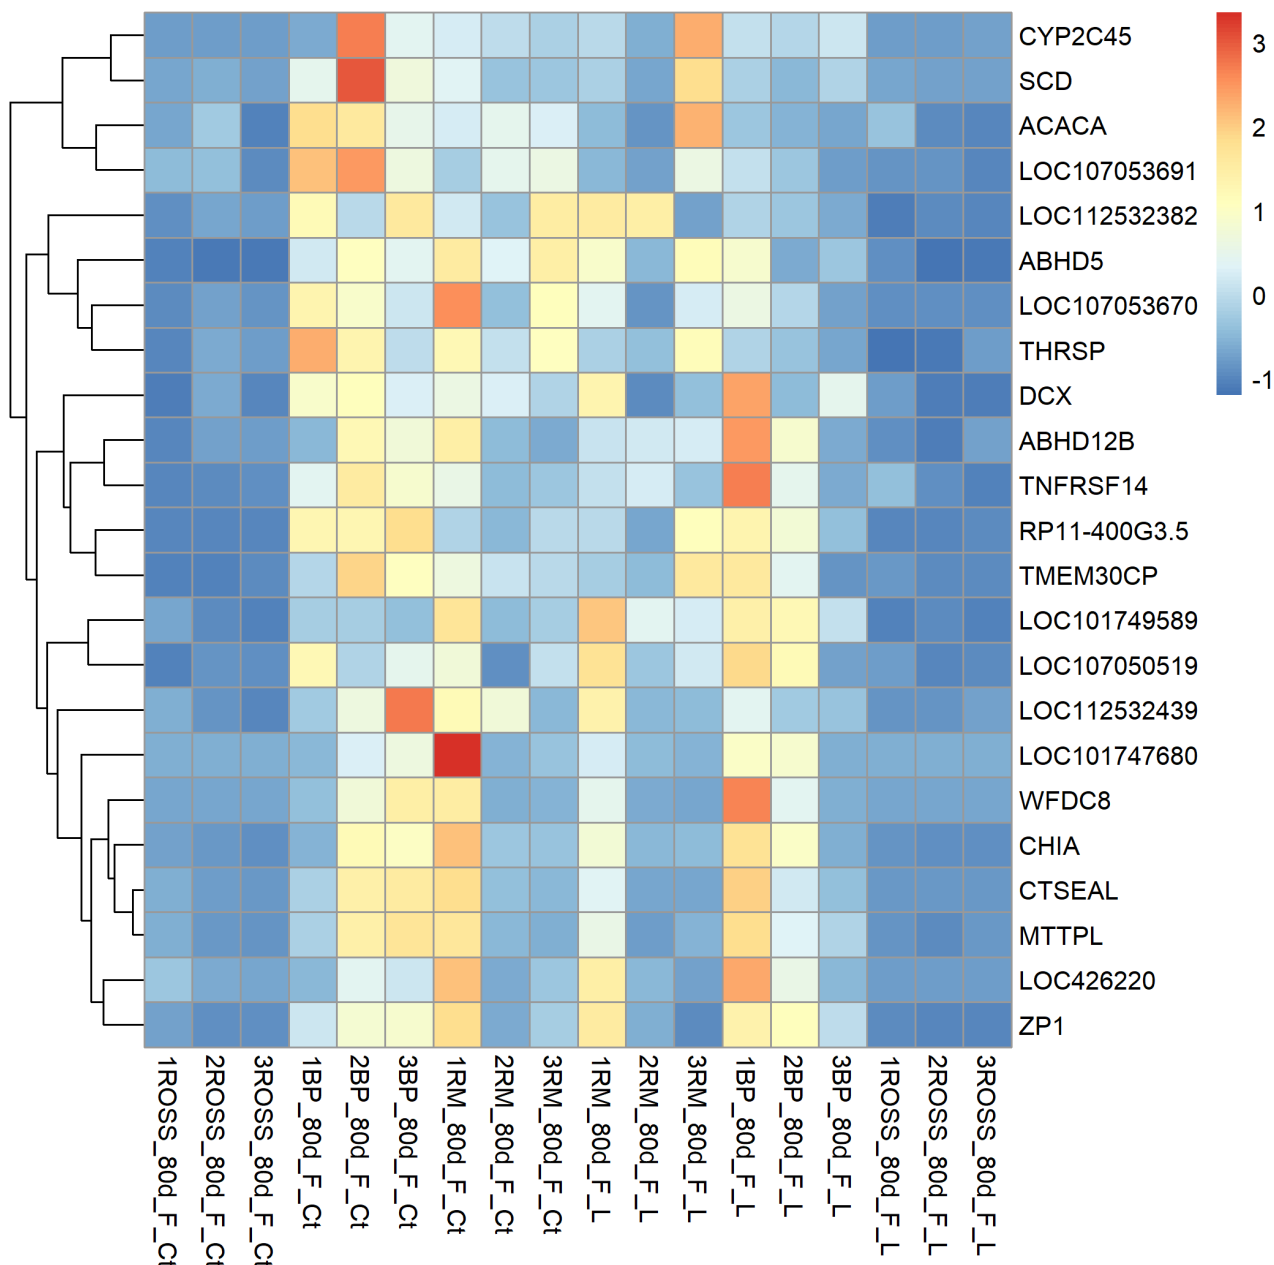 CYP2C45
SCD
ACACA
LOC107053691
LOC112532382
ABHD5
LOC107053670
THRSP
DCX
ABHD12B
TNFRSF14
RP11-400G3.5
TMEM30CP
LOC101749589
LOC107050519
LOC112532439
LOC101747680
WFDC8
CHIA
CTSEAL
MTTPL
LOC426220
ZP1
3
2
1
0
-1
1ROSS_80d_F_Ct
2ROSS_80d_F_Ct
3ROSS_80d_F_Ct
1BP_80d_F_Ct
2BP_80d_F_Ct
3BP_80d_F_Ct
1RM_80d_F_Ct
2RM_80d_F_Ct
3RM_80d_F_Ct
1RM_80d_F_L
2RM_80d_F_L
3RM_80d_F_L
1BP_80d_F_L
2BP_80d_F_L
3BP_80d_F_L
1ROSS_80d_F_L
2ROSS_80d_F_L
3ROSS_80d_F_L